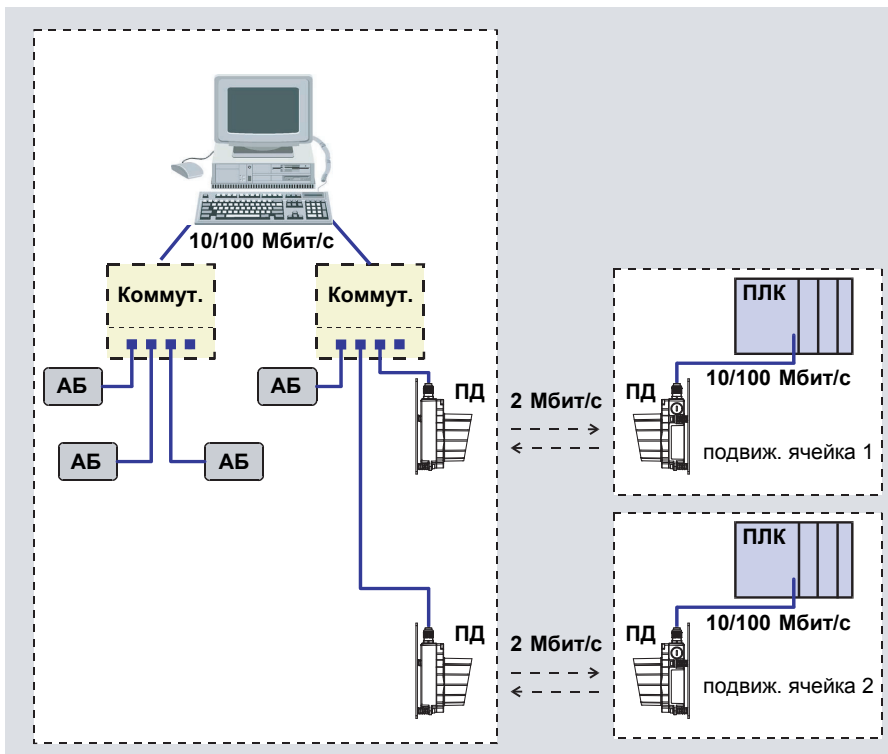 10/100 Мбит/с
Коммут.
Коммут.
ПЛК
АБ
АБ
ПД
2 Мбит/с
ПД
10/100 Мбит/с
АБ
АБ
подвиж. ячейка 1
ПЛК
10/100 Мбит/с
ПД
2 Мбит/с
ПД
подвиж. ячейка 2